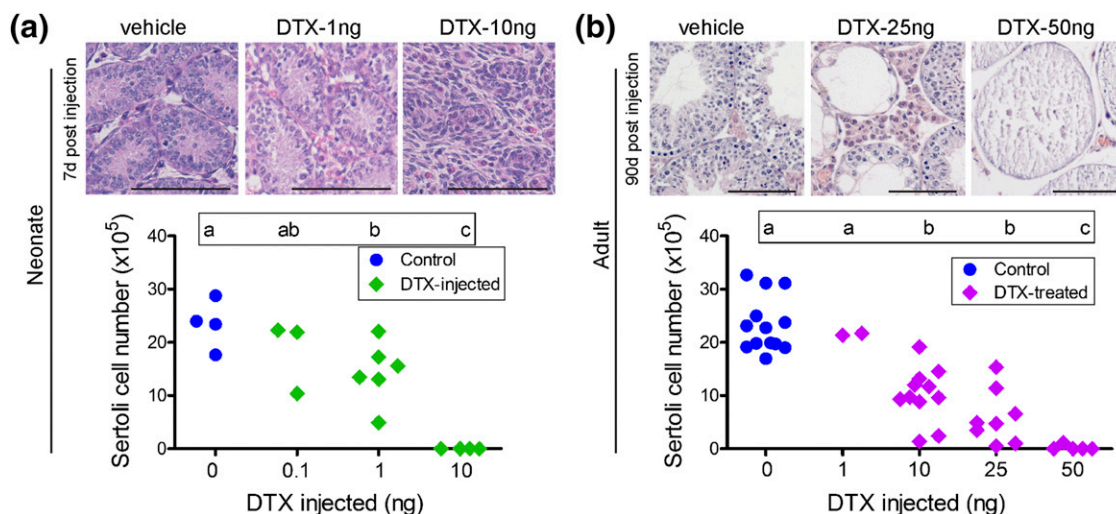 (a)
vehicle DTX-1ng DTX-10ng
7d post injection
Neonate
Sertoli cell number (x10⁵)
40
30
20
10
0
a ab b c
Control
DTX-injected
0 0.1 1 10
DTX injected (ng)
(b)
vehicle DTX-25ng DTX-50ng
90d post injection
Adult
Sertoli cell number (x10⁵)
40
30
20
10
0
a a b b c
Control
DTX-treated
0 1 10 25 50
DTX injected (ng)